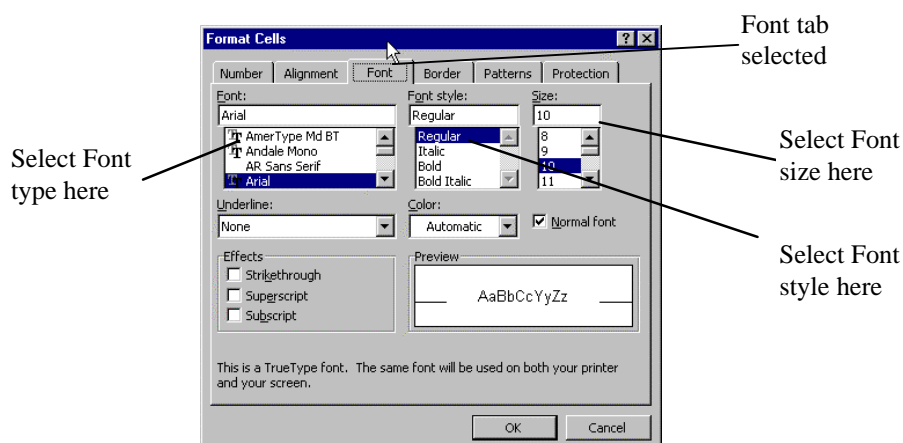 Font tab
selected
Format Cells
Number Alignment Font Border Patterns Protection
Font: Font style: Size:
Arial Regular 10
AmerType Md BT Regular 8
Andale Mono Italic 9
AR Sans Serif Bold 10
Arial Bold Italic 11
Select Font
type here
Select Font
size here
Underline: Color:
None Automatic Normal font
Select Font
style here
Effects Preview
Strikethrough
Superscript AaBbCcYyZz
Subscript
This is a TrueType font. The same font will be used on both your printer
and your screen.
OK Cancel